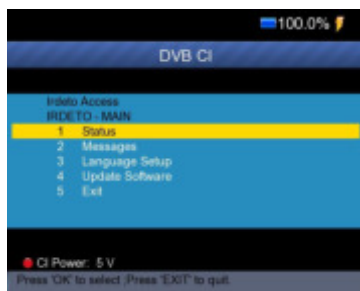 100.0%
DVB CI
Irdeto Access
IRDETO - MAIN
1 Status
2 Messages
3 Language Setup
4 Update Software
5 Exit
CI Power: 5 V
Press 'OK' to select ;Press 'EXIT' to quit.